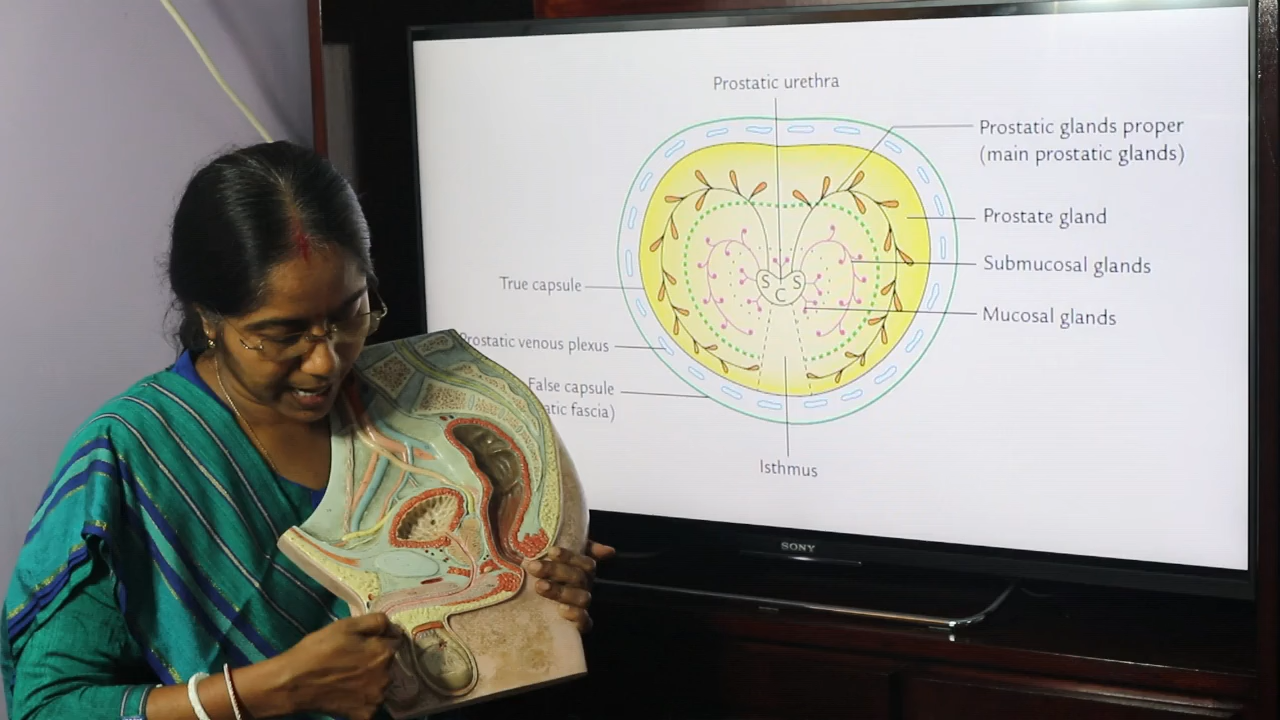 Prostatic urethra
Prostatic glands proper
(main prostatic glands)
Prostate gland
Submucosal glands
Mucosal glands
True capsule
Prostatic venous plexus
False capsule
fascia)
Isthmus
S S
C
SONY